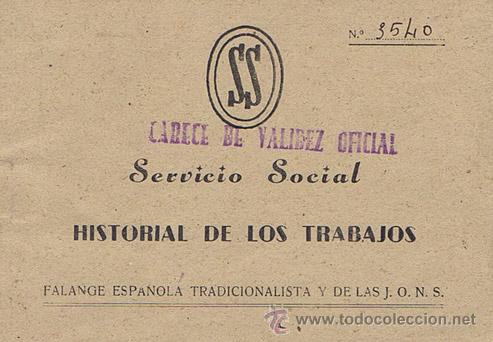 N.º 3540
SS
CARECE DE VALIDEZ OFICIAL
Servicio Social
HISTORIAL DE LOS TRABAJOS
FALANGE ESPAÑOLA TRADICIONALISTA Y DE LAS J. O. N. S.
www.todocoleccion.net